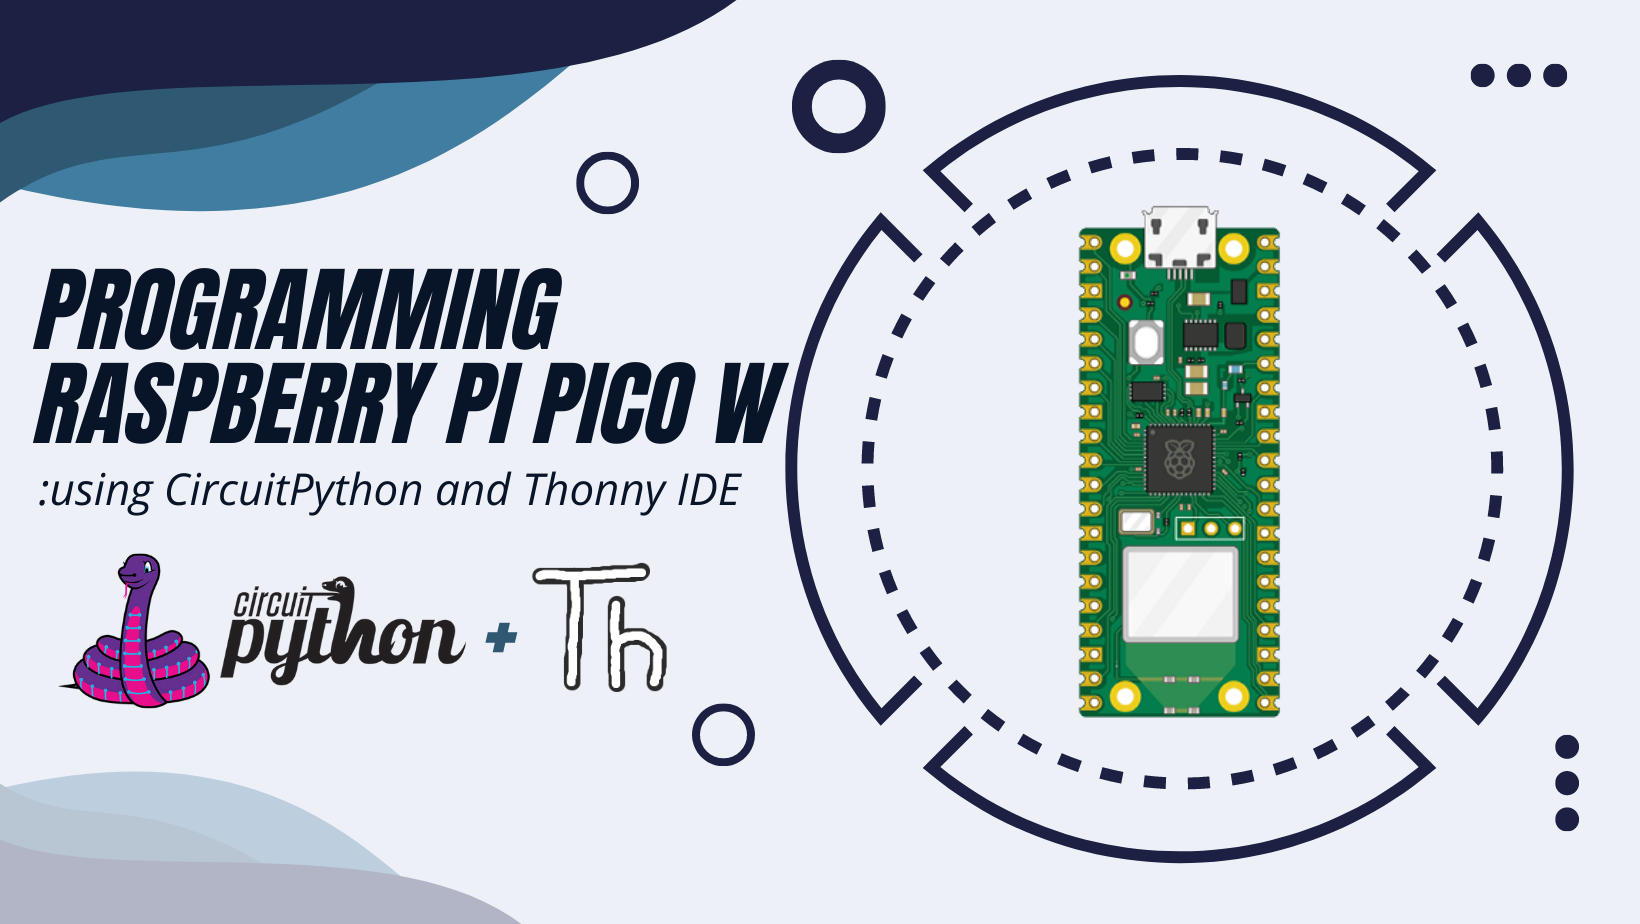 PROGRAMMING
RASPBERRY PI PICO W
:using CircuitPython and Thonny IDE
circuit
python
+
Th